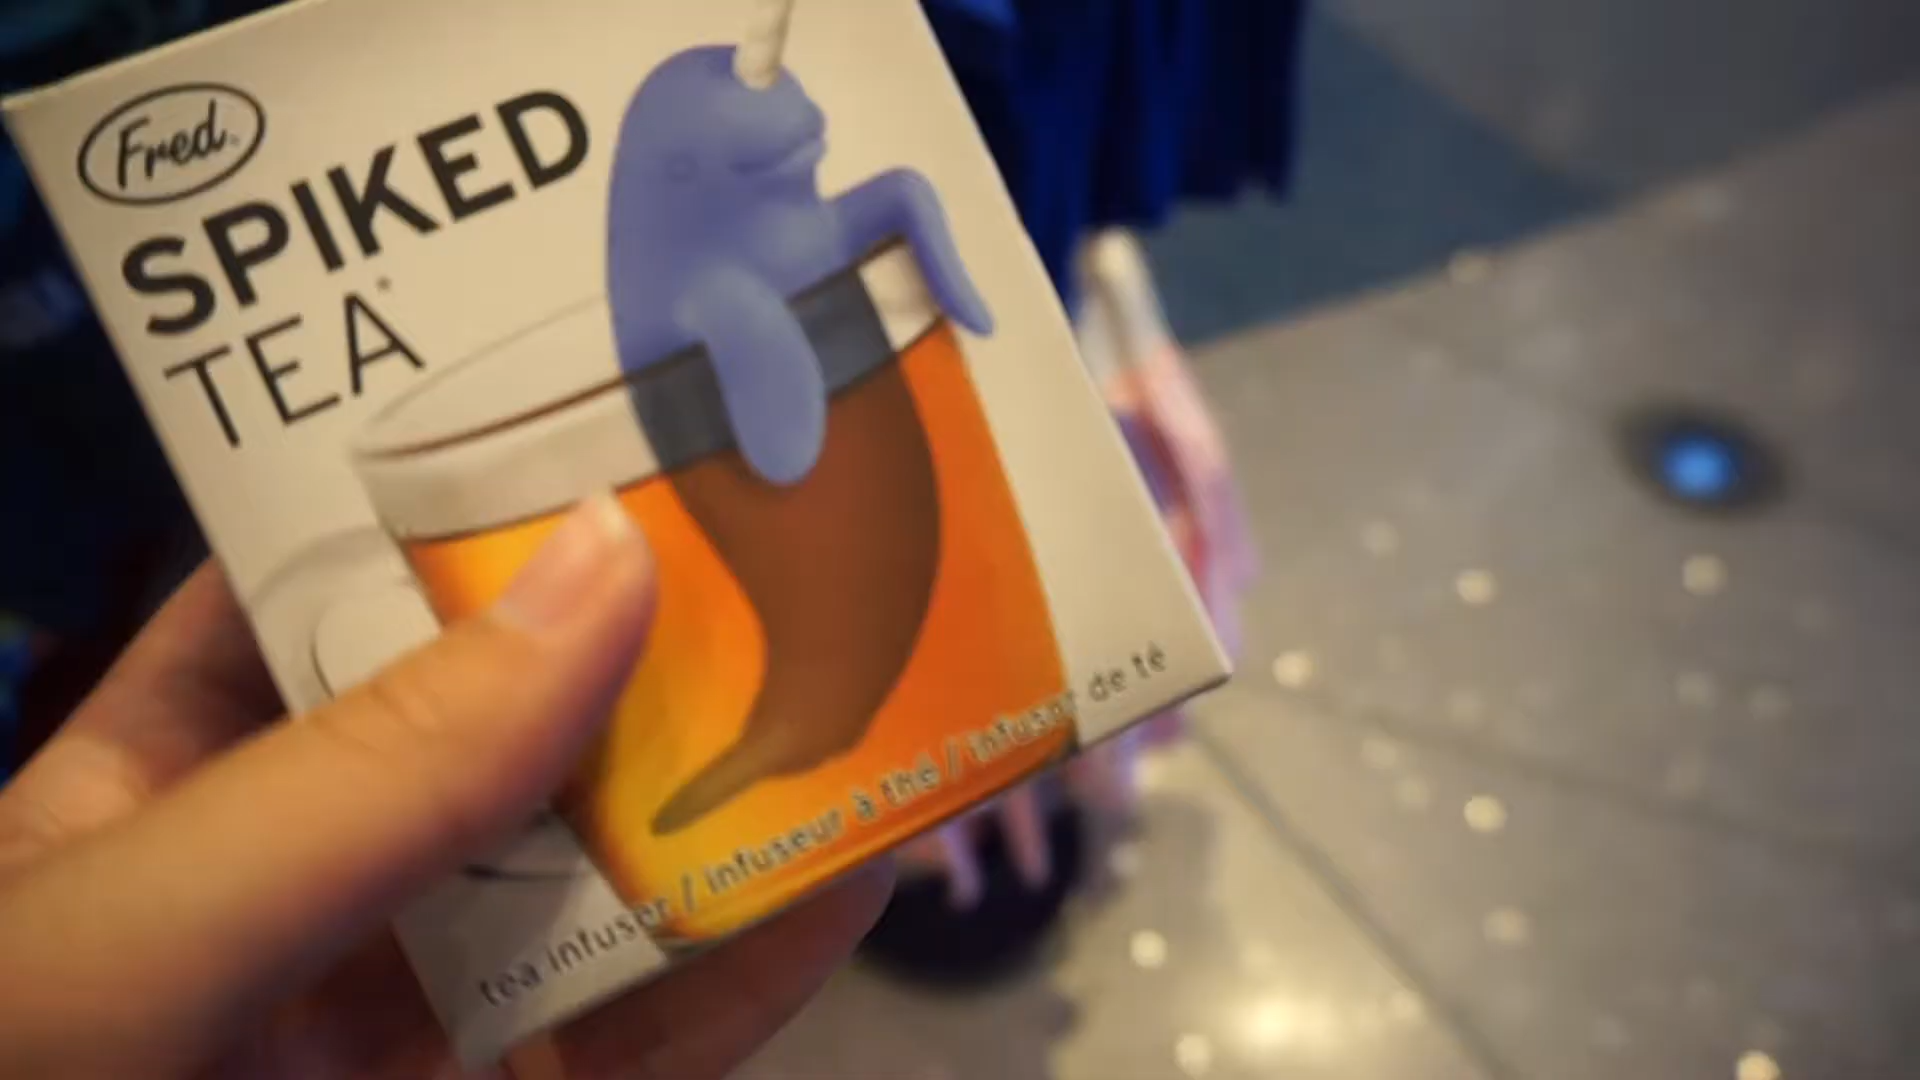 Fred.
SPIKED
TEA
tea infuser / infuseur à thé / infusor de té